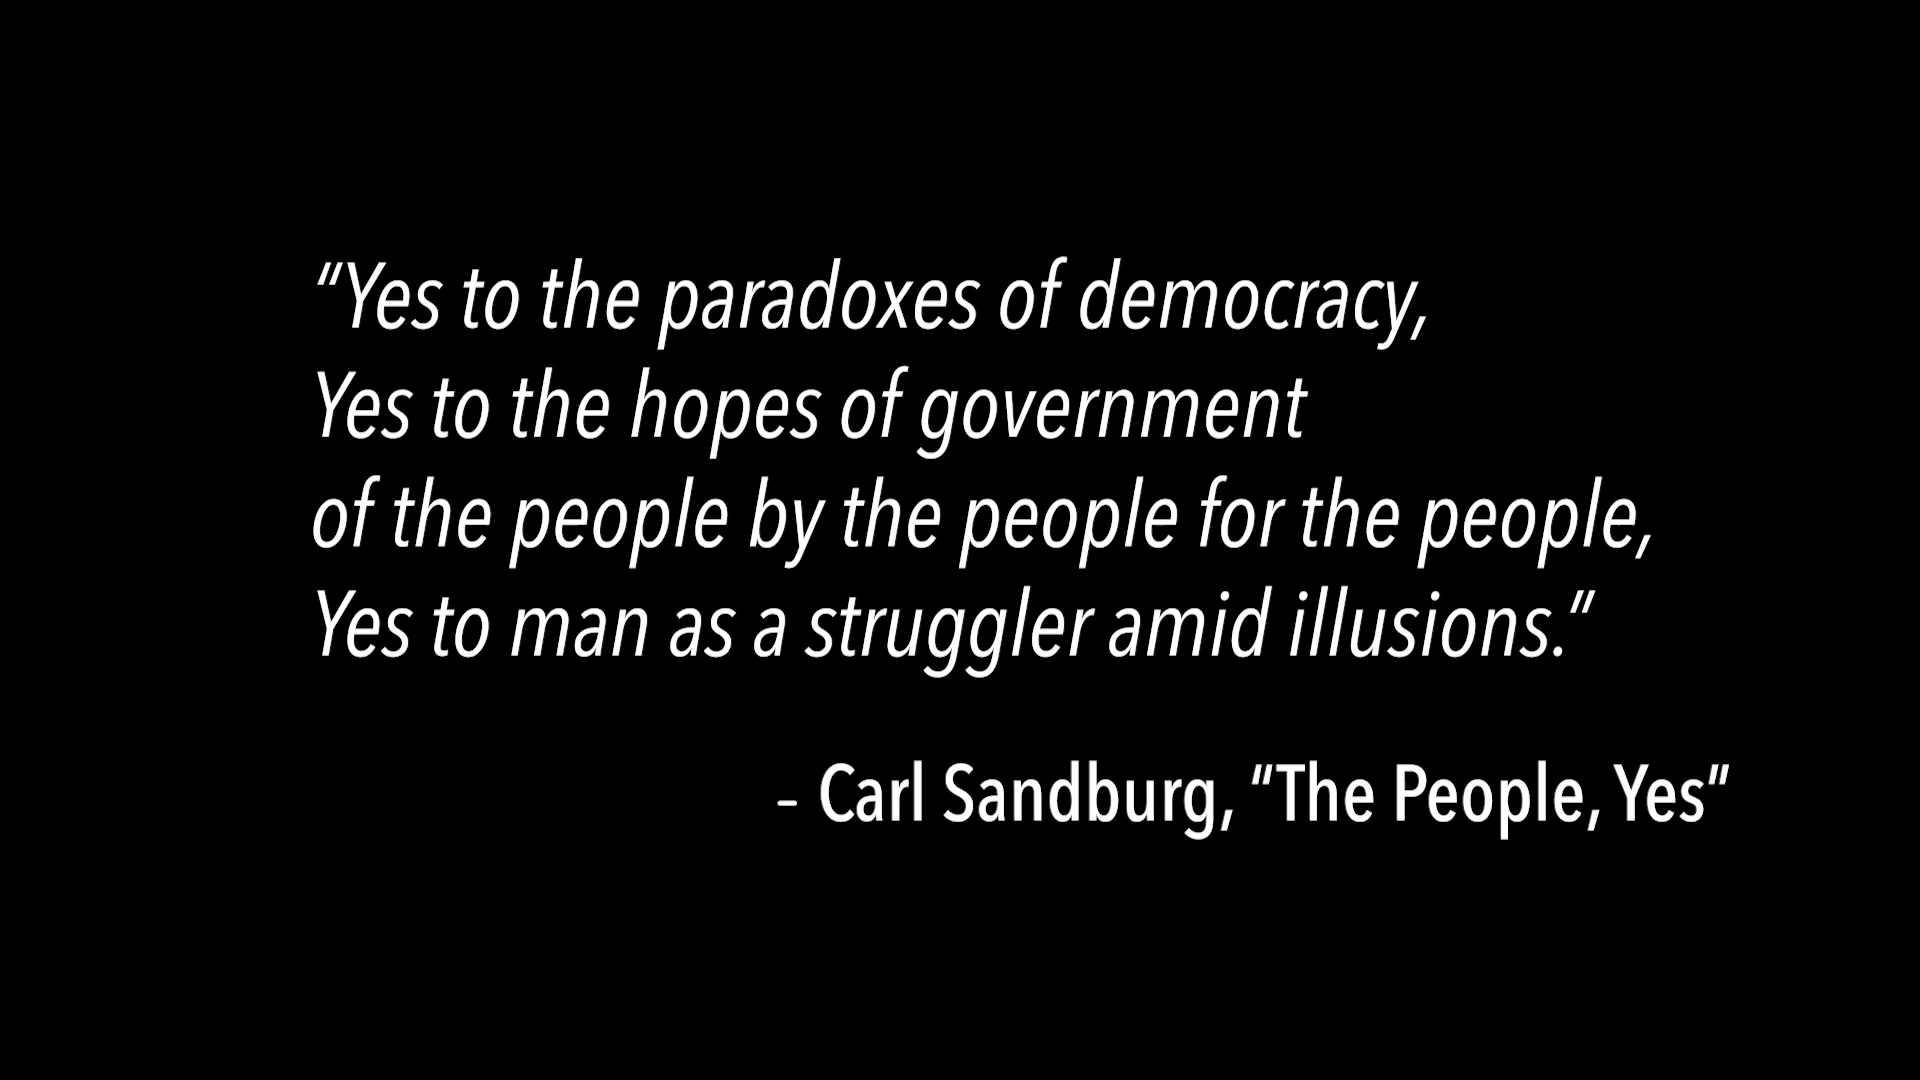 “Yes to the paradoxes of democracy,
Yes to the hopes of government
of the people by the people for the people,
Yes to man as a struggler amid illusions.”
– Carl Sandburg, “The People, Yes”